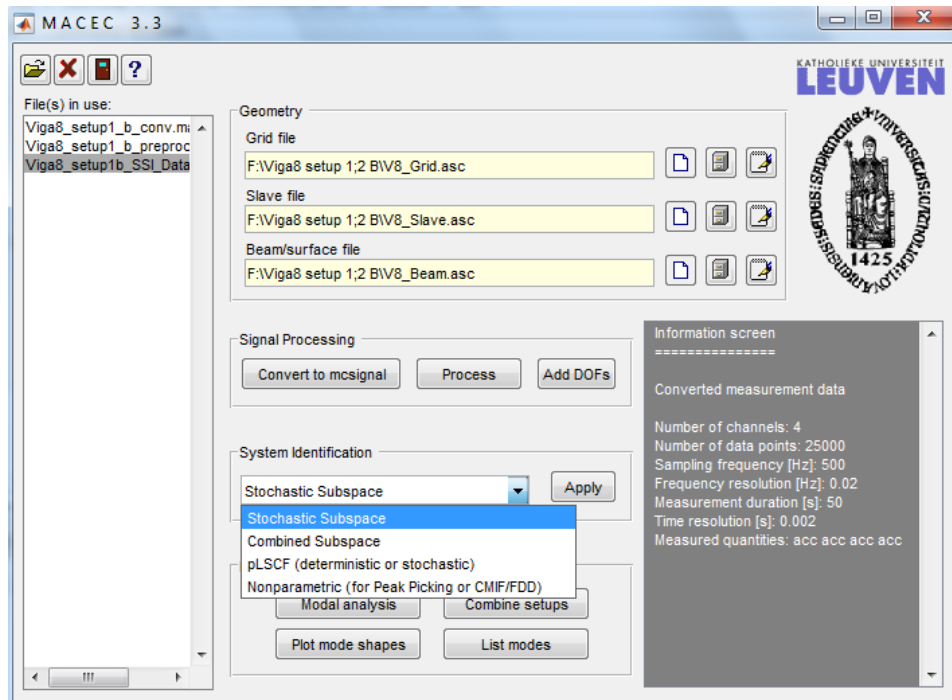 MACEC 3.3
KATHOLIEKE UNIVERSITEIT
LEUVEN
File(s) in use:
Viga8_setup1_b_conv.ma
Viga8_setup1_b_preproc
Viga8_setup1b_SSI_Data
Geometry
Grid file
F:\Viga8 setup 1;2 B\V8_Grid.asc
Slave file
F:\Viga8 setup 1;2 B\V8_Slave.asc
Beam/surface file
F:\Viga8 setup 1;2 B\V8_Beam.asc
1425
Signal Processing
Convert to mcsignal
Process
Add DOFs
System Identification
Stochastic Subspace
Apply
Stochastic Subspace
Combined Subspace
pLSCF (deterministic or stochastic)
Nonparametric (for Peak Picking or CMIF/FDD)
Modal analysis
Combine setups
Plot mode shapes
List modes
Information screen
===============
Converted measurement data
Number of channels: 4
Number of data points: 25000
Sampling frequency [Hz]: 500
Frequency resolution [Hz]: 0.02
Measurement duration [s]: 50
Time resolution [s]: 0.002
Measured quantities: acc acc acc acc